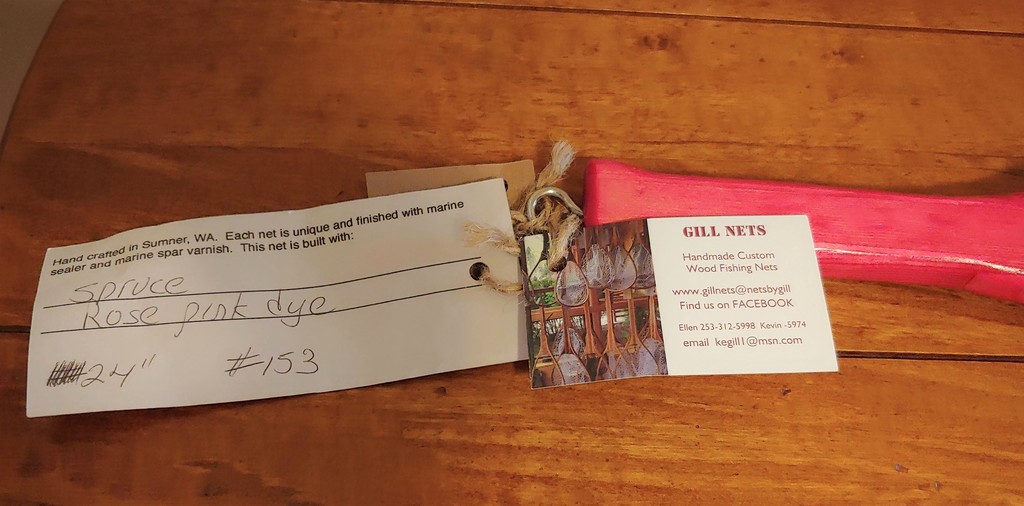 Hand crafted in Sumner, WA. Each net is unique and finished with marine
sealer and marine spar varnish. This net is built with:
Spruce
Rose pink dye
24" #153
GILL NETS
Handmade Custom
Wood Fishing Nets
www.gillnets@netsbygill
Find us on FACEBOOK
Ellen 253-312-5998 Kevin -5974
email kegill1@msn.com